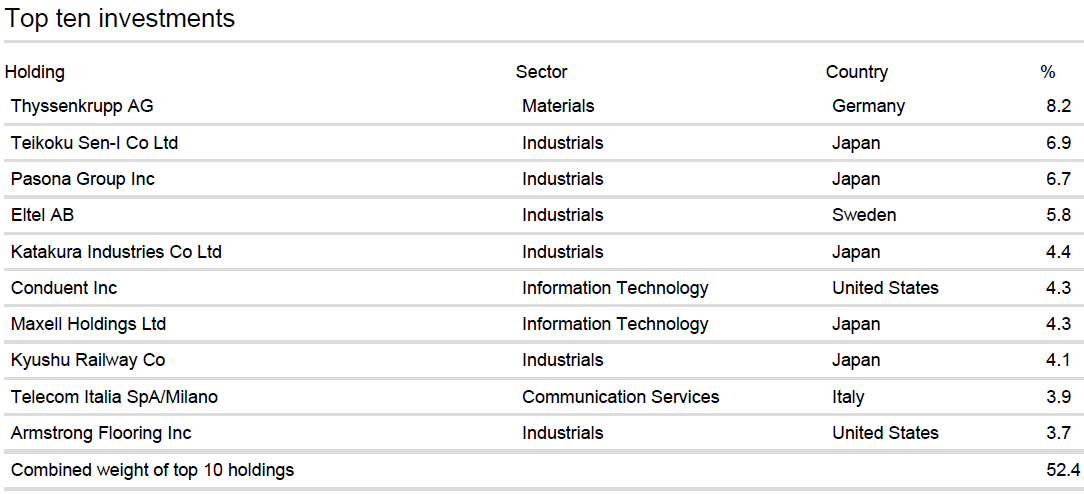 Top ten investments
Holding Sector Country %
Thyssenkrupp AG Materials Germany 8.2
Teikoku Sen-I Co Ltd Industrials Japan 6.9
Pasona Group Inc Industrials Japan 6.7
Eltel AB Industrials Sweden 5.8
Katakura Industries Co Ltd Industrials Japan 4.4
Conduent Inc Information Technology United States 4.3
Maxell Holdings Ltd Information Technology Japan 4.3
Kyushu Railway Co Industrials Japan 4.1
Telecom Italia SpA/Milano Communication Services Italy 3.9
Armstrong Flooring Inc Industrials United States 3.7
Combined weight of top 10 holdings 52.4